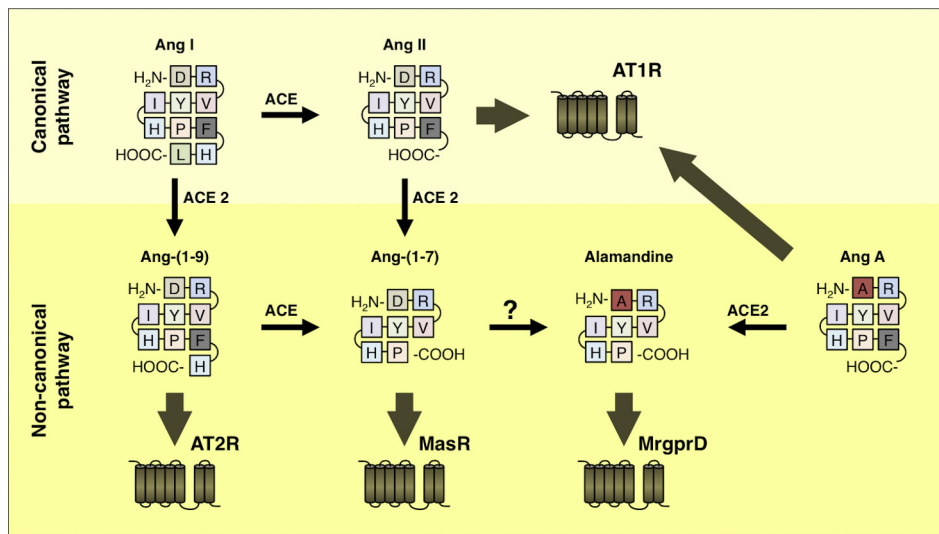 Canonical
pathway
Ang I
H2N- D R
I Y V
H P F
HOOC- L H
ACE
Ang II
H2N- D R
I Y V
H P F
HOOC-
AT1R
ACE 2
ACE 2
Non-canonical
pathway
Ang-(1-9)
H2N- D R
I Y V
H P F
HOOC- H
ACE
Ang-(1-7)
H2N- D R
I Y V
H P -COOH
?
Alamandine
H2N- A R
I Y V
H P -COOH
ACE2
Ang A
H2N- A R
I Y V
H P F
HOOC-
AT2R
MasR
MrgprD